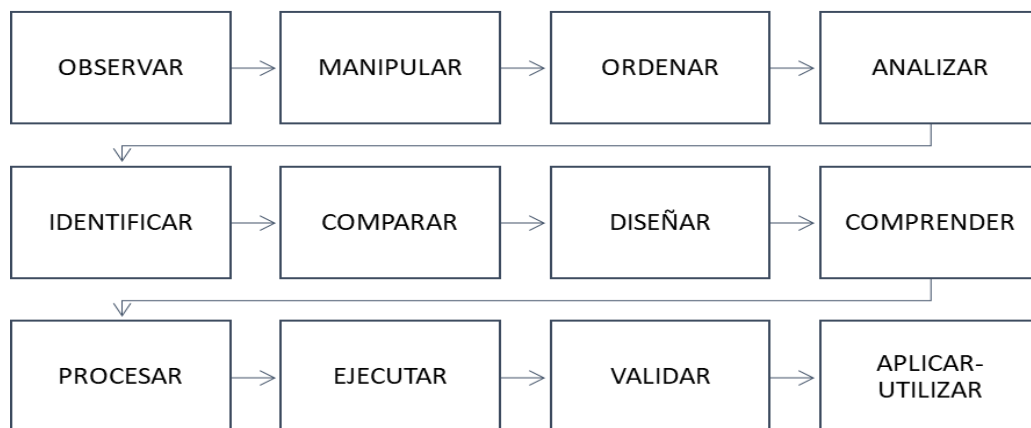 OBSERVAR
MANIPULAR
ORDENAR
ANALIZAR
IDENTIFICAR
COMPARAR
DISEÑAR
COMPRENDER
PROCESAR
EJECUTAR
VALIDAR
APLICAR-
UTILIZAR